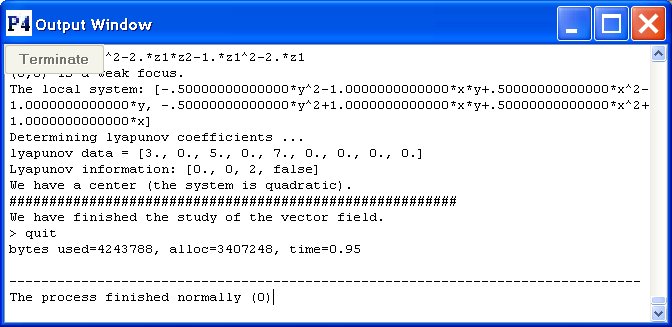 P4 Output Window
Terminate ^2-2.*z1*z2-1.*z1^2-2.*z1
(0,0) is a weak focus.
The local system: [-.50000000000000*y^2-1.0000000000000*x*y+.50000000000000*x^2-
1.0000000000000*y, -.50000000000000*y^2+1.0000000000000*x*y+.50000000000000*x^2+
1.0000000000000*x]
Determining lyapunov coefficients ...
lyapunov data = [3., 0., 5., 0., 7., 0., 0., 0., 0.]
Lyapunov information: [0., 0, 2, false]
We have a center (the system is quadratic).
########################################################
We have finished the study of the vector field.
> quit
bytes used=4243788, alloc=3407248, time=0.95
-------------------------------------------------------------------------------
The process finished normally (0)